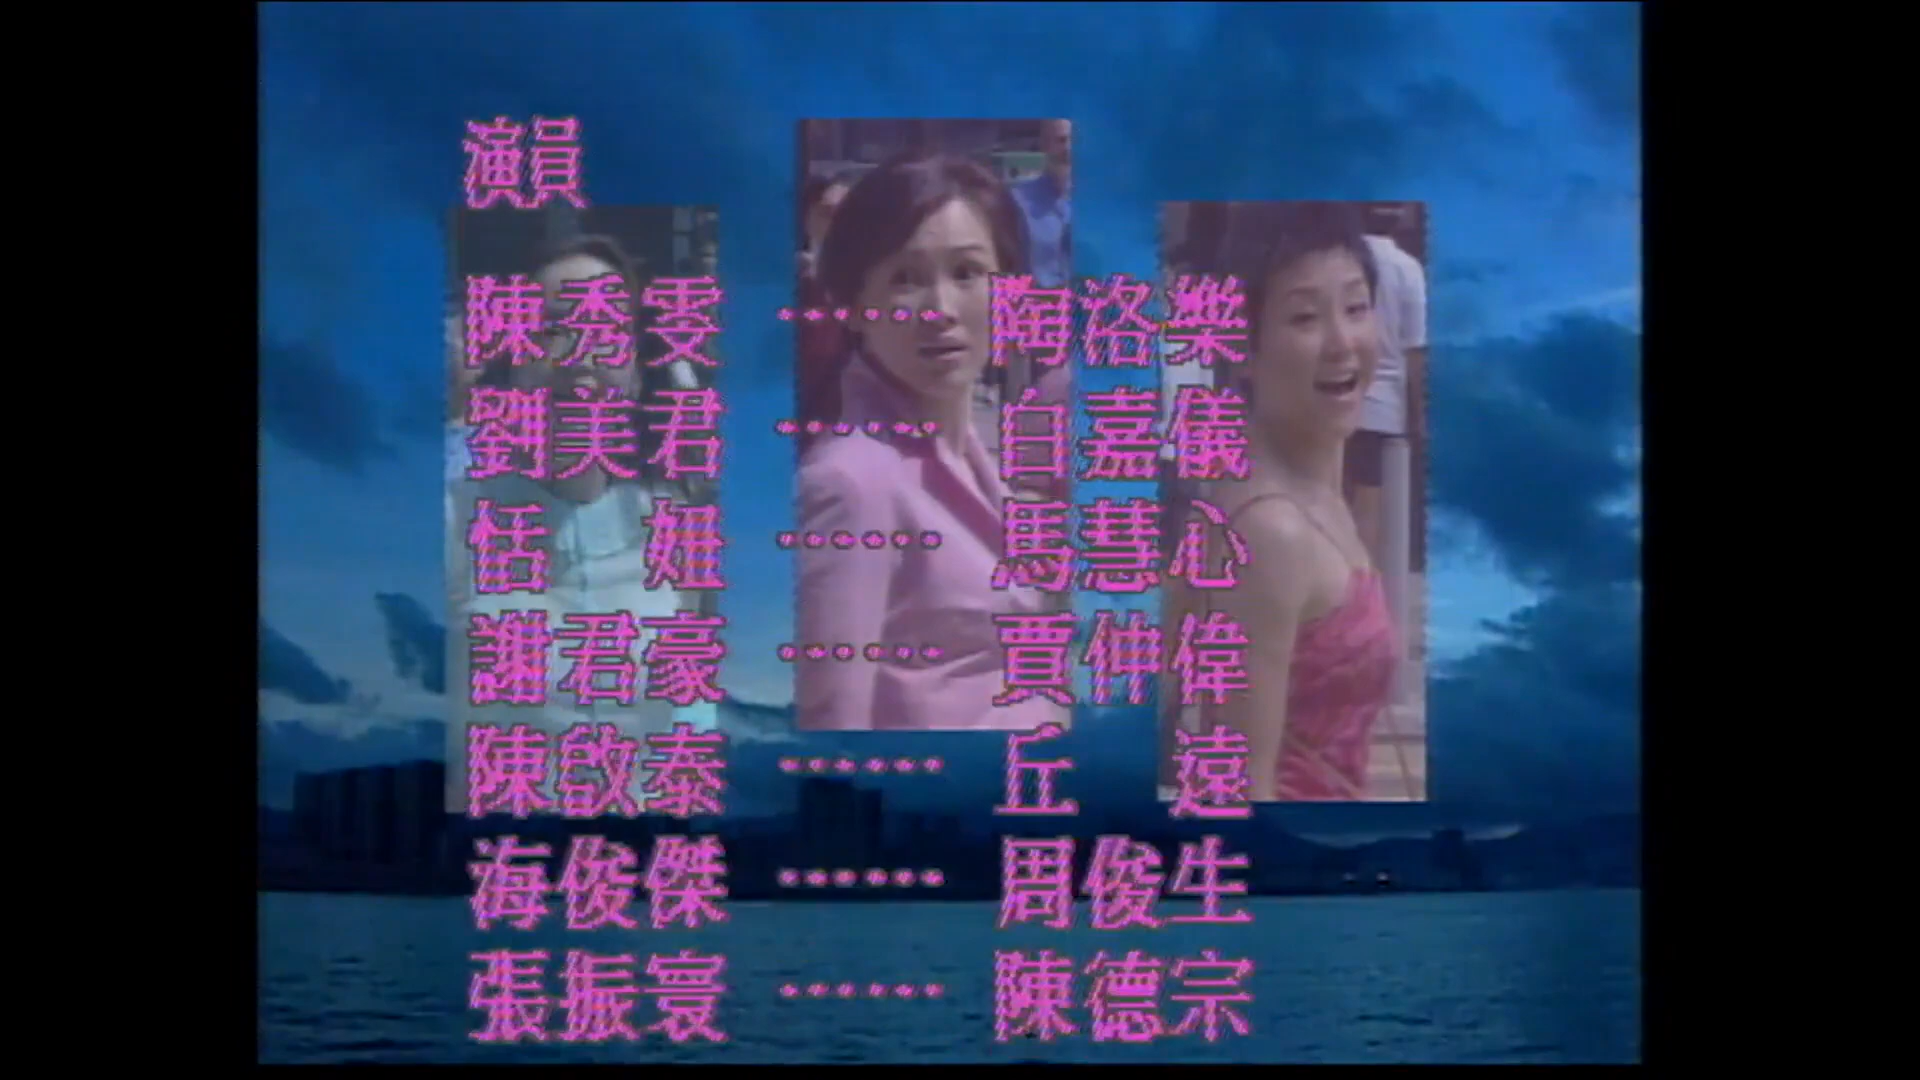 演員
陳秀雯……陶洛樂
劉美君……白嘉儀
恬　妞……馬慧心
謝君豪……賈仲偉
陳啟泰……丘　遠
海俊傑……周俊生
張振寰……陳德宗